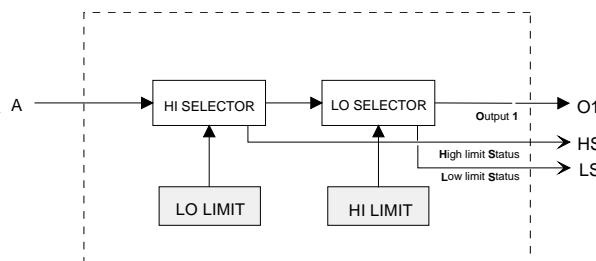 A
HI SELECTOR
LO SELECTOR
Output 1
O1
High limit Status
HS
Low limit Status
LS
LO LIMIT
HI LIMIT